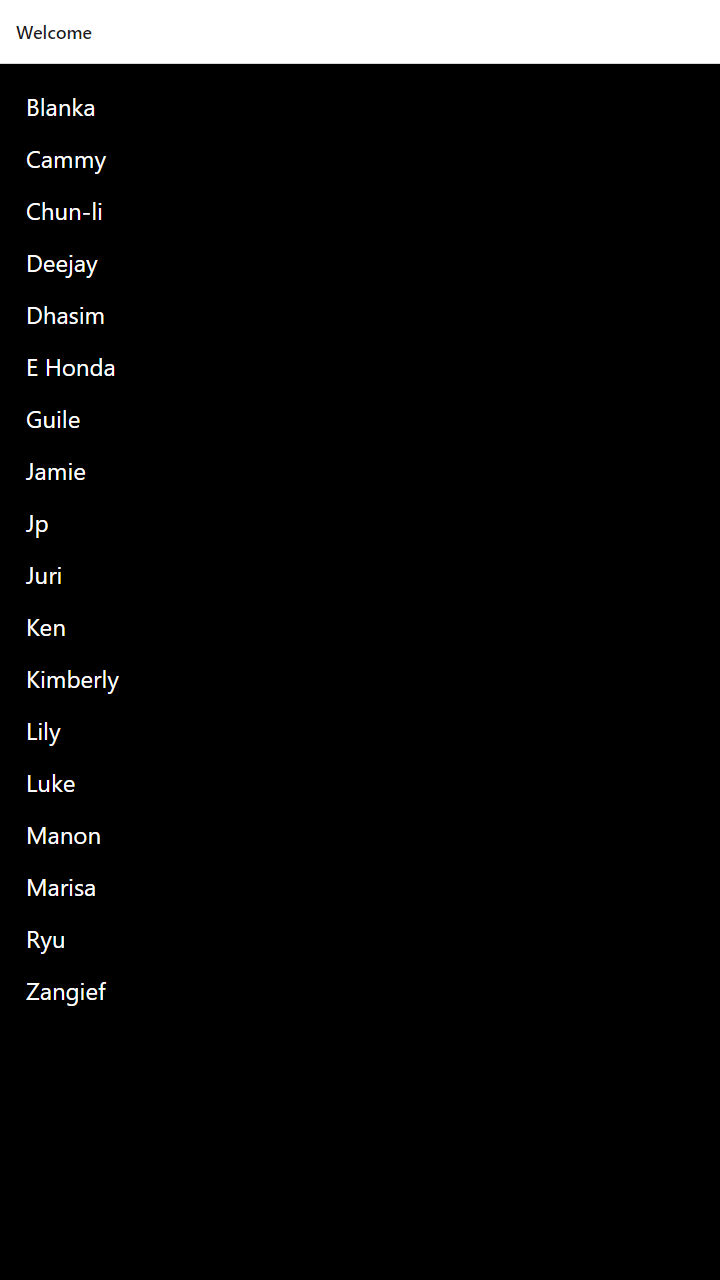 Welcome
Blanka
Cammy
Chun-li
Deejay
Dhasim
E Honda
Guile
Jamie
Jp
Juri
Ken
Kimberly
Lily
Luke
Manon
Marisa
Ryu
Zangief